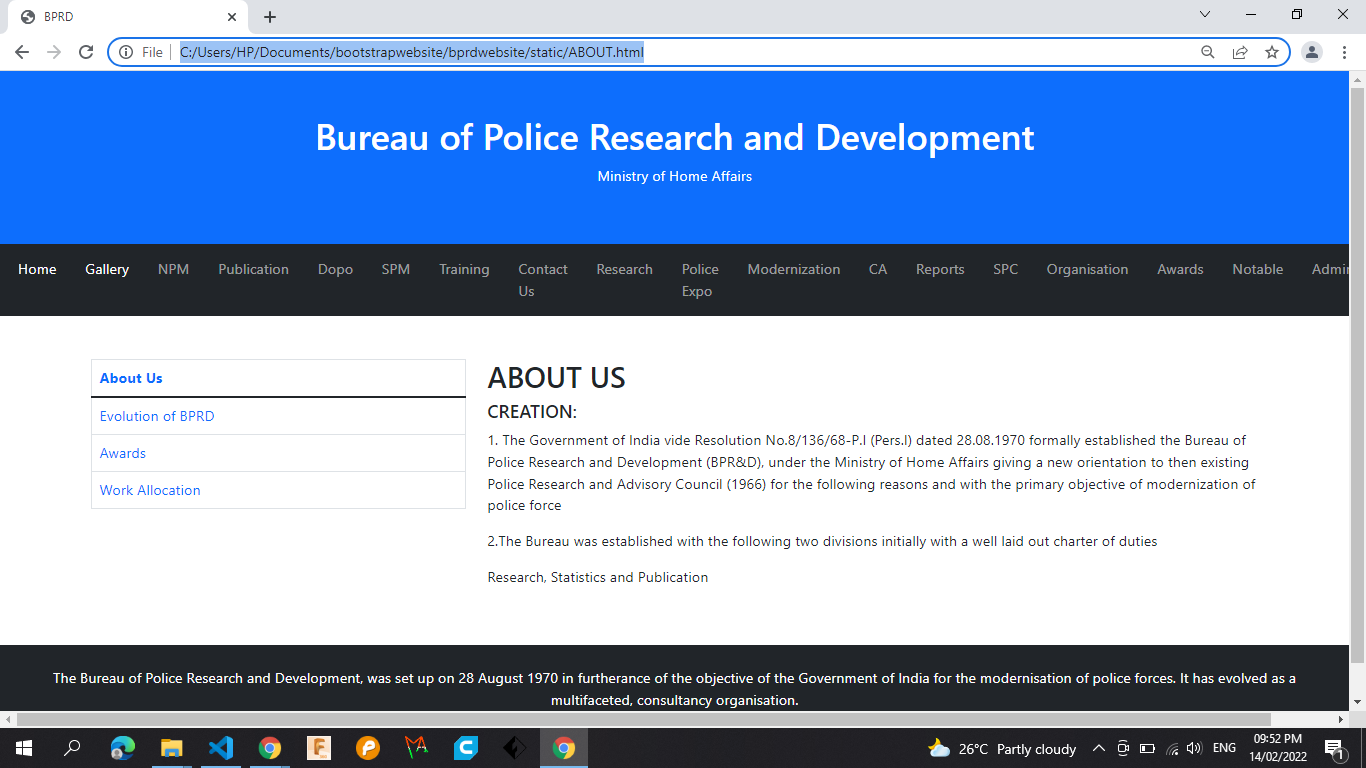 BPRD
File
C:/Users/HP/Documents/bootstrapwebsite/bprdwebsite/static/ABOUT.html
Bureau of Police Research and Development
Ministry of Home Affairs
Home Gallery NPM Publication Dopo SPM Training Contact Us Research Police Expo Modernization CA Reports SPC Organisation Awards Notable
About Us
Evolution of BPRD
Awards
Work Allocation
ABOUT US
CREATION:
1. The Government of India vide Resolution No.8/136/68-P.I (Pers.I) dated 28.08.1970 formally established the Bureau of
Police Research and Development (BPR&D), under the Ministry of Home Affairs giving a new orientation to then existing
Police Research and Advisory Council (1966) for the following reasons and with the primary objective of modernization of
police force
2.The Bureau was established with the following two divisions initially with a well laid out charter of duties
Research, Statistics and Publication
The Bureau of Police Research and Development, was set up on 28 August 1970 in furtherance of the objective of the Government of India for the modernisation of police forces. It has evolved as a
multifaceted, consultancy organisation.
26°C Partly cloudy
ENG
09:52 PM
14/02/2022
1